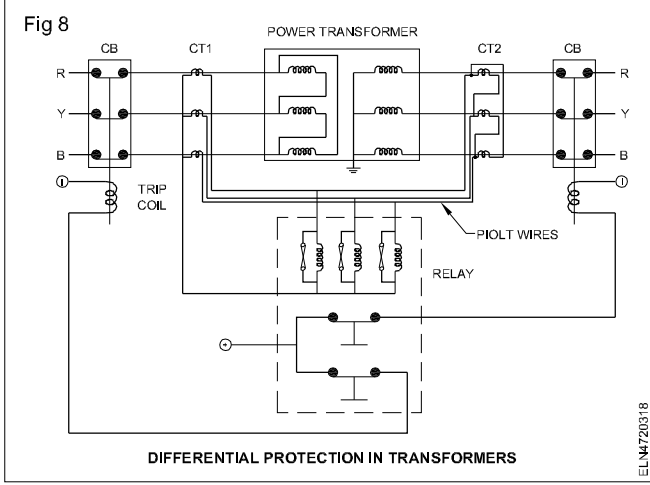 Fig 8
POWER TRANSFORMER
CB CT1 CT2 CB
R R
Y Y
B B
TRIP
COIL
PIOLT WIRES
RELAY
+
DIFFERENTIAL PROTECTION IN TRANSFORMERS
ELN4720318